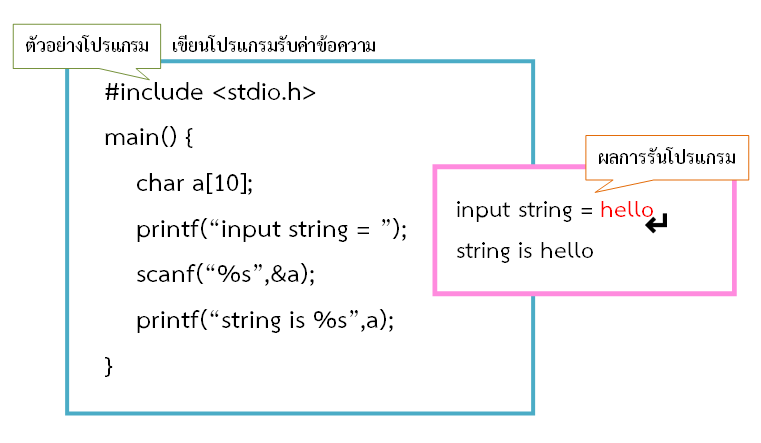 ตัวอย่างโปรแกรม
เขียนโปรแกรมรับค่าข้อความ
#include <stdio.h>
main() {
char a[10];
printf(“input string = ”);
scanf(“%s”,&a);
printf(“string is %s”,a);
}
ผลการรันโปรแกรม
input string = hello
string is hello